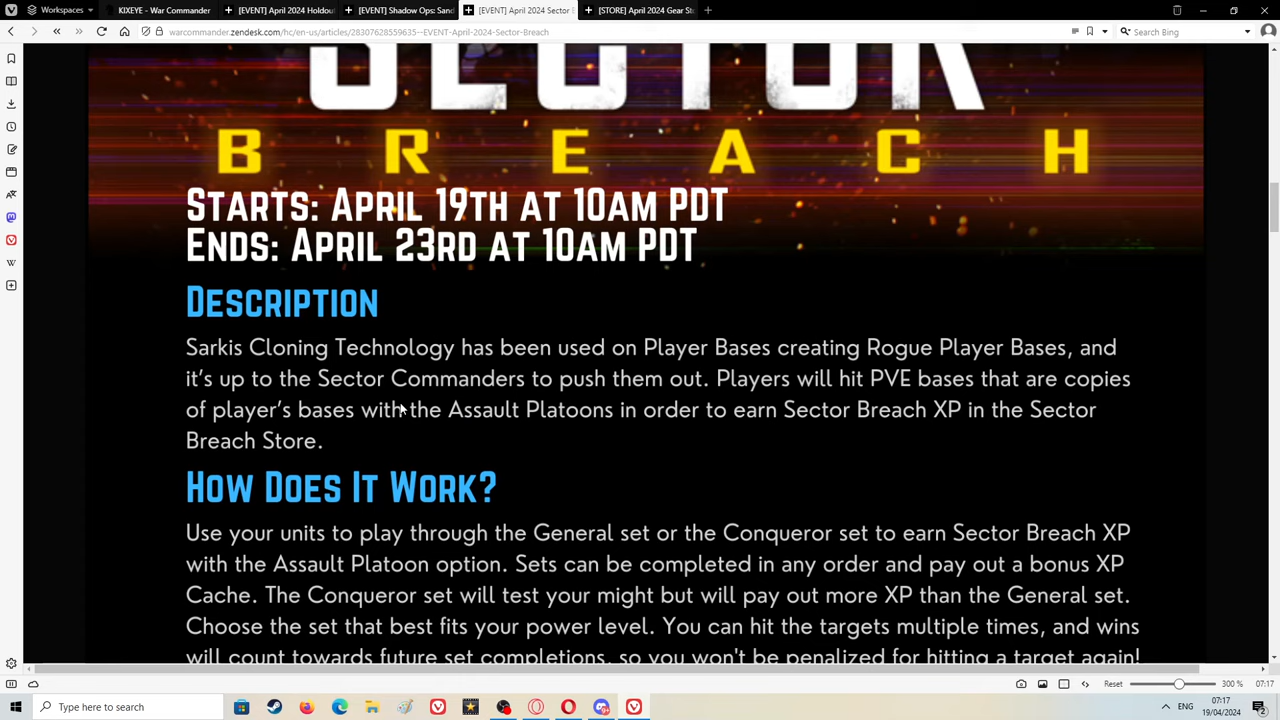 Workspaces
KIXEYE - War Commander
[EVENT] April 2024 Holdou
[EVENT] Shadow Ops: San
[EVENT] April 2024 Sector
[STORE] April 2024 Gear St
warcommander.zendesk.com/hc/en-us/articles/28307628559635--EVENT-April-2024-Sector-Breach
Search Bing
SECTOR
BREACH
STARTS: APRIL 19TH AT 10AM PDT
ENDS: APRIL 23RD AT 10AM PDT
DESCRIPTION
Sarkis Cloning Technology has been used on Player Bases creating Rogue Player Bases, and
it's up to the Sector Commanders to push them out. Players will hit PVE bases that are copies
of player's bases with the Assault Platoons in order to earn Sector Breach XP in the Sector
Breach Store.
HOW DOES IT WORK?
Use your units to play through the General set or the Conqueror set to earn Sector Breach XP
with the Assault Platoon option. Sets can be completed in any order and pay out a bonus XP
Cache. The Conqueror set will test your might but will pay out more XP than the General set.
Choose the set that best fits your power level. You can hit the targets multiple times, and wins
will count towards future set completions, so you won't be penalized for hitting a target again!
Reset
300 %
07:17
Type here to search
ENG
07:17
19/04/2024
2